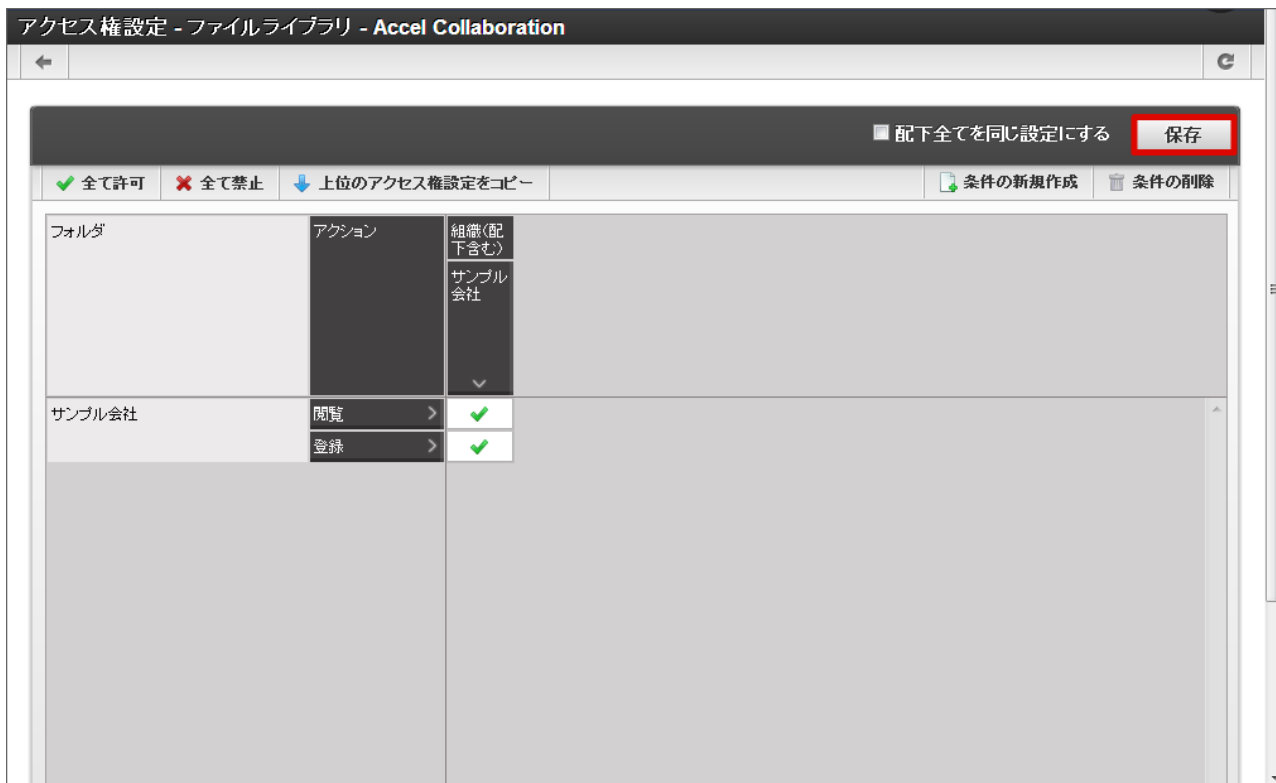 アクセス権設定 - ファイルライブラリ - Accel Collaboration
配下全てを同じ設定にする 保存
全て許可 全て禁止 上位のアクセス権設定をコピー 条件の新規作成 条件の削除
フォルダ アクション 組織(配
下含む)
サンプル
会社
サンプル会社 閲覧
登録